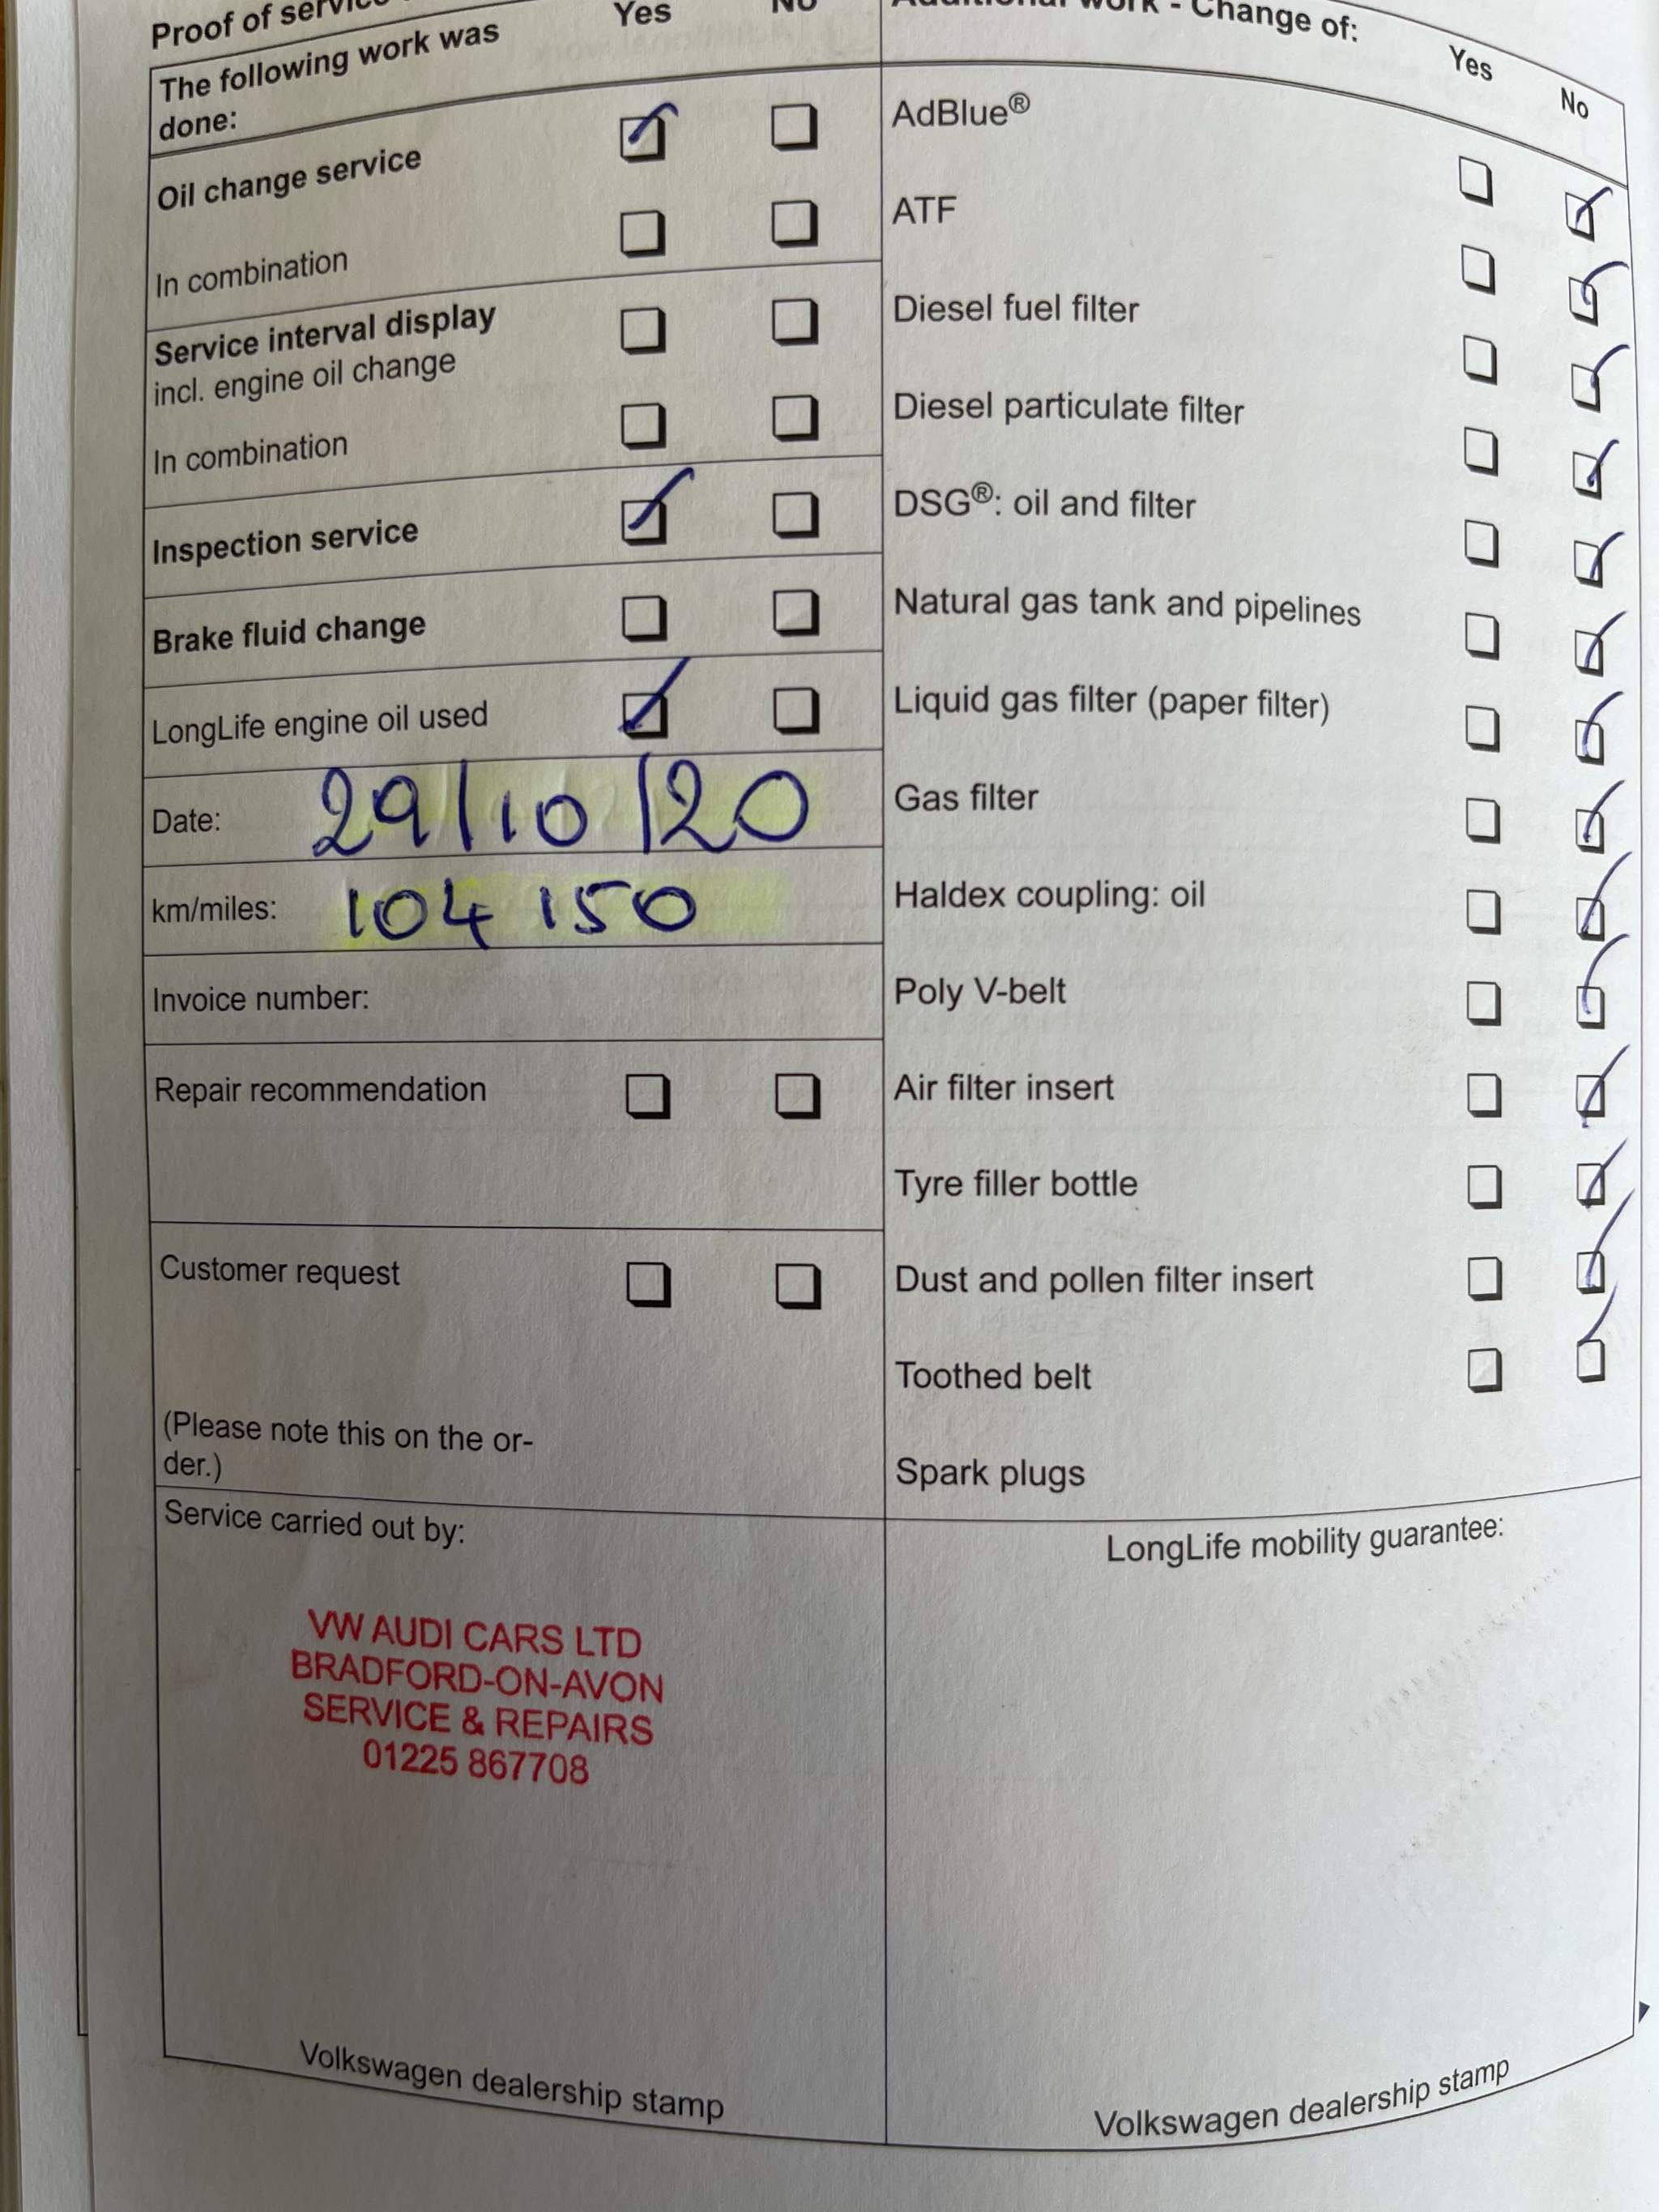 Proof of service
Yes No
The following work was
done:
Oil change service
In combination
Service interval display
incl. engine oil change
In combination
Inspection service
Brake fluid change
LongLife engine oil used
Date: 29/10/20
km/miles: 104 150
Invoice number:
Repair recommendation
Customer request
(Please note this on the or-
der.)
Service carried out by:
VW AUDI CARS LTD
BRADFORD-ON-AVON
SERVICE & REPAIRS
01225 867708
Volkswagen dealership stamp
Additional work - Change of:
Yes No
AdBlue®
ATF
Diesel fuel filter
Diesel particulate filter
DSG®: oil and filter
Natural gas tank and pipelines
Liquid gas filter (paper filter)
Gas filter
Haldex coupling: oil
Poly V-belt
Air filter insert
Tyre filler bottle
Dust and pollen filter insert
Toothed belt
Spark plugs
LongLife mobility guarantee:
Volkswagen dealership stamp